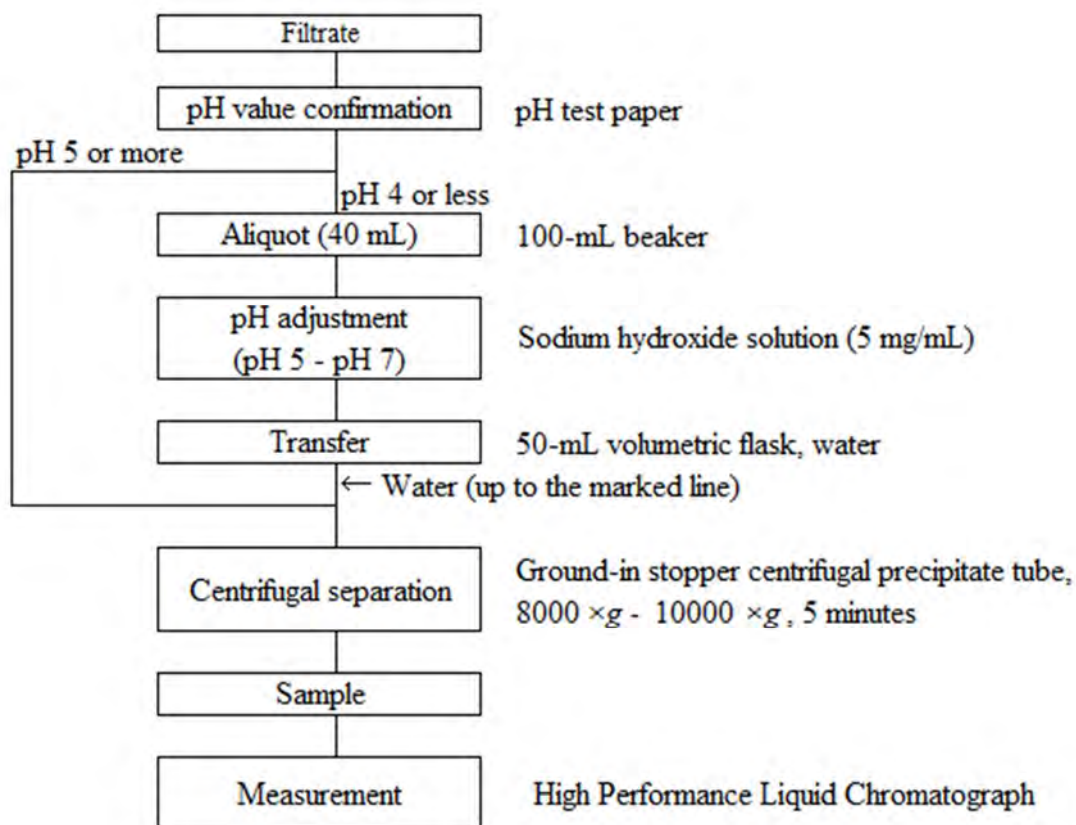 Filtrate
pH value confirmation
pH test paper
pH 5 or more
pH 4 or less
Aliquot (40 mL)
100-mL beaker
pH adjustment
(pH 5 - pH 7)
Sodium hydroxide solution (5 mg/mL)
Transfer
50-mL volumetric flask, water
← Water (up to the marked line)
Centrifugal separation
Ground-in stopper centrifugal precipitate tube,
8000 ×g - 10000 ×g, 5 minutes
Sample
Measurement
High Performance Liquid Chromatograph